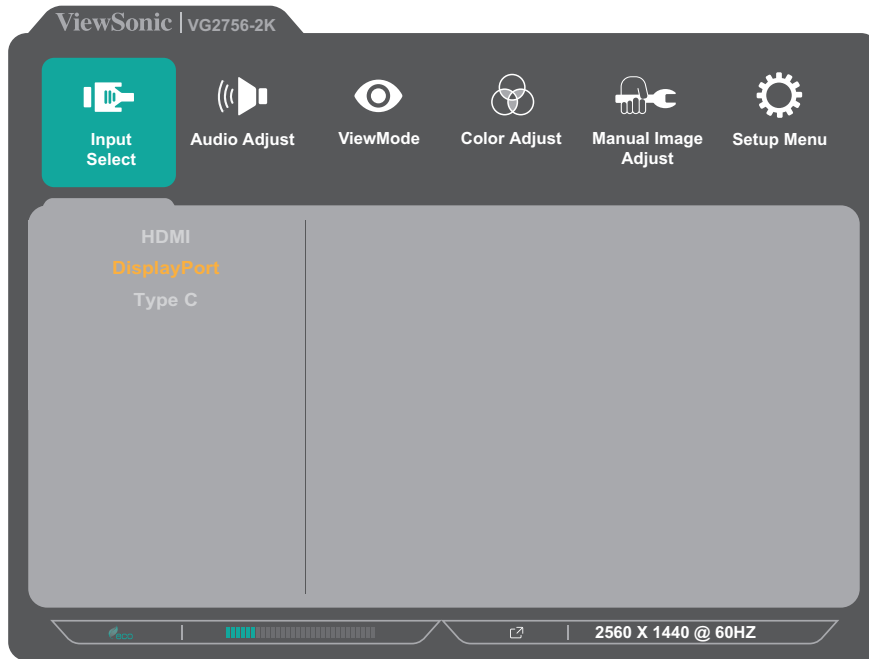 ViewSonic | VG2756-2K
Input Select
Audio Adjust
ViewMode
Color Adjust
Manual Image Adjust
Setup Menu
HDMI
DisplayPort
Type C
ECO
2560 X 1440 @ 60HZ